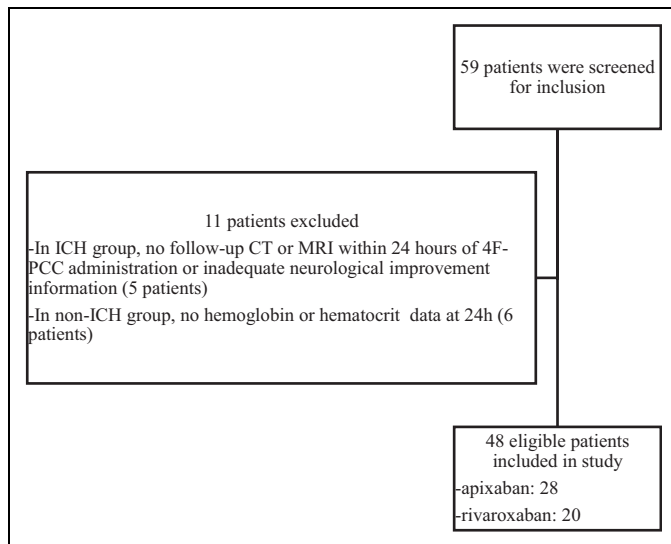 59 patients were screened
for inclusion
11 patients excluded
-In ICH group, no follow-up CT or MRI within 24 hours of 4F-
PCC administration or inadequate neurological improvement
information (5 patients)
-In non-ICH group, no hemoglobin or hematocrit data at 24h (6
patients)
48 eligible patients
included in study
-apixaban: 28
-rivaroxaban: 20